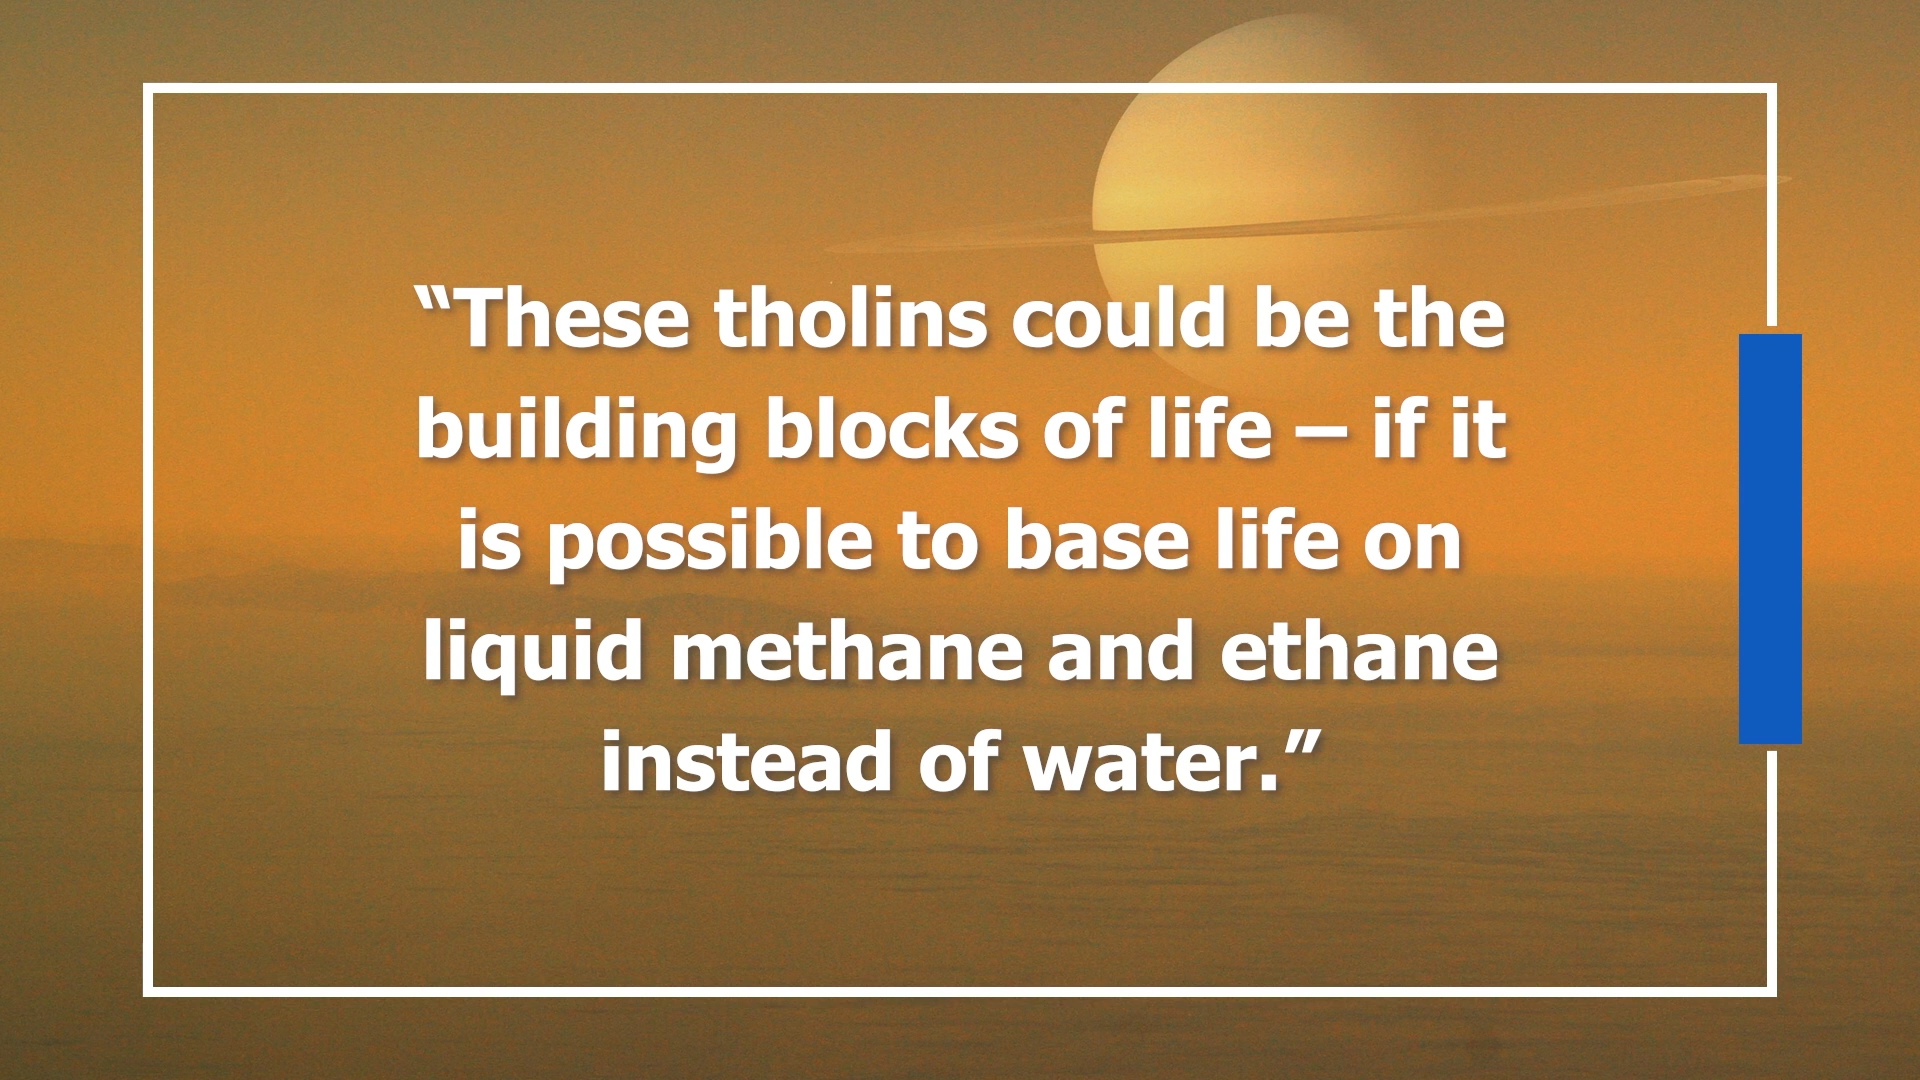 “These tholins could be the
building blocks of life – if it
is possible to base life on
liquid methane and ethane
instead of water.”